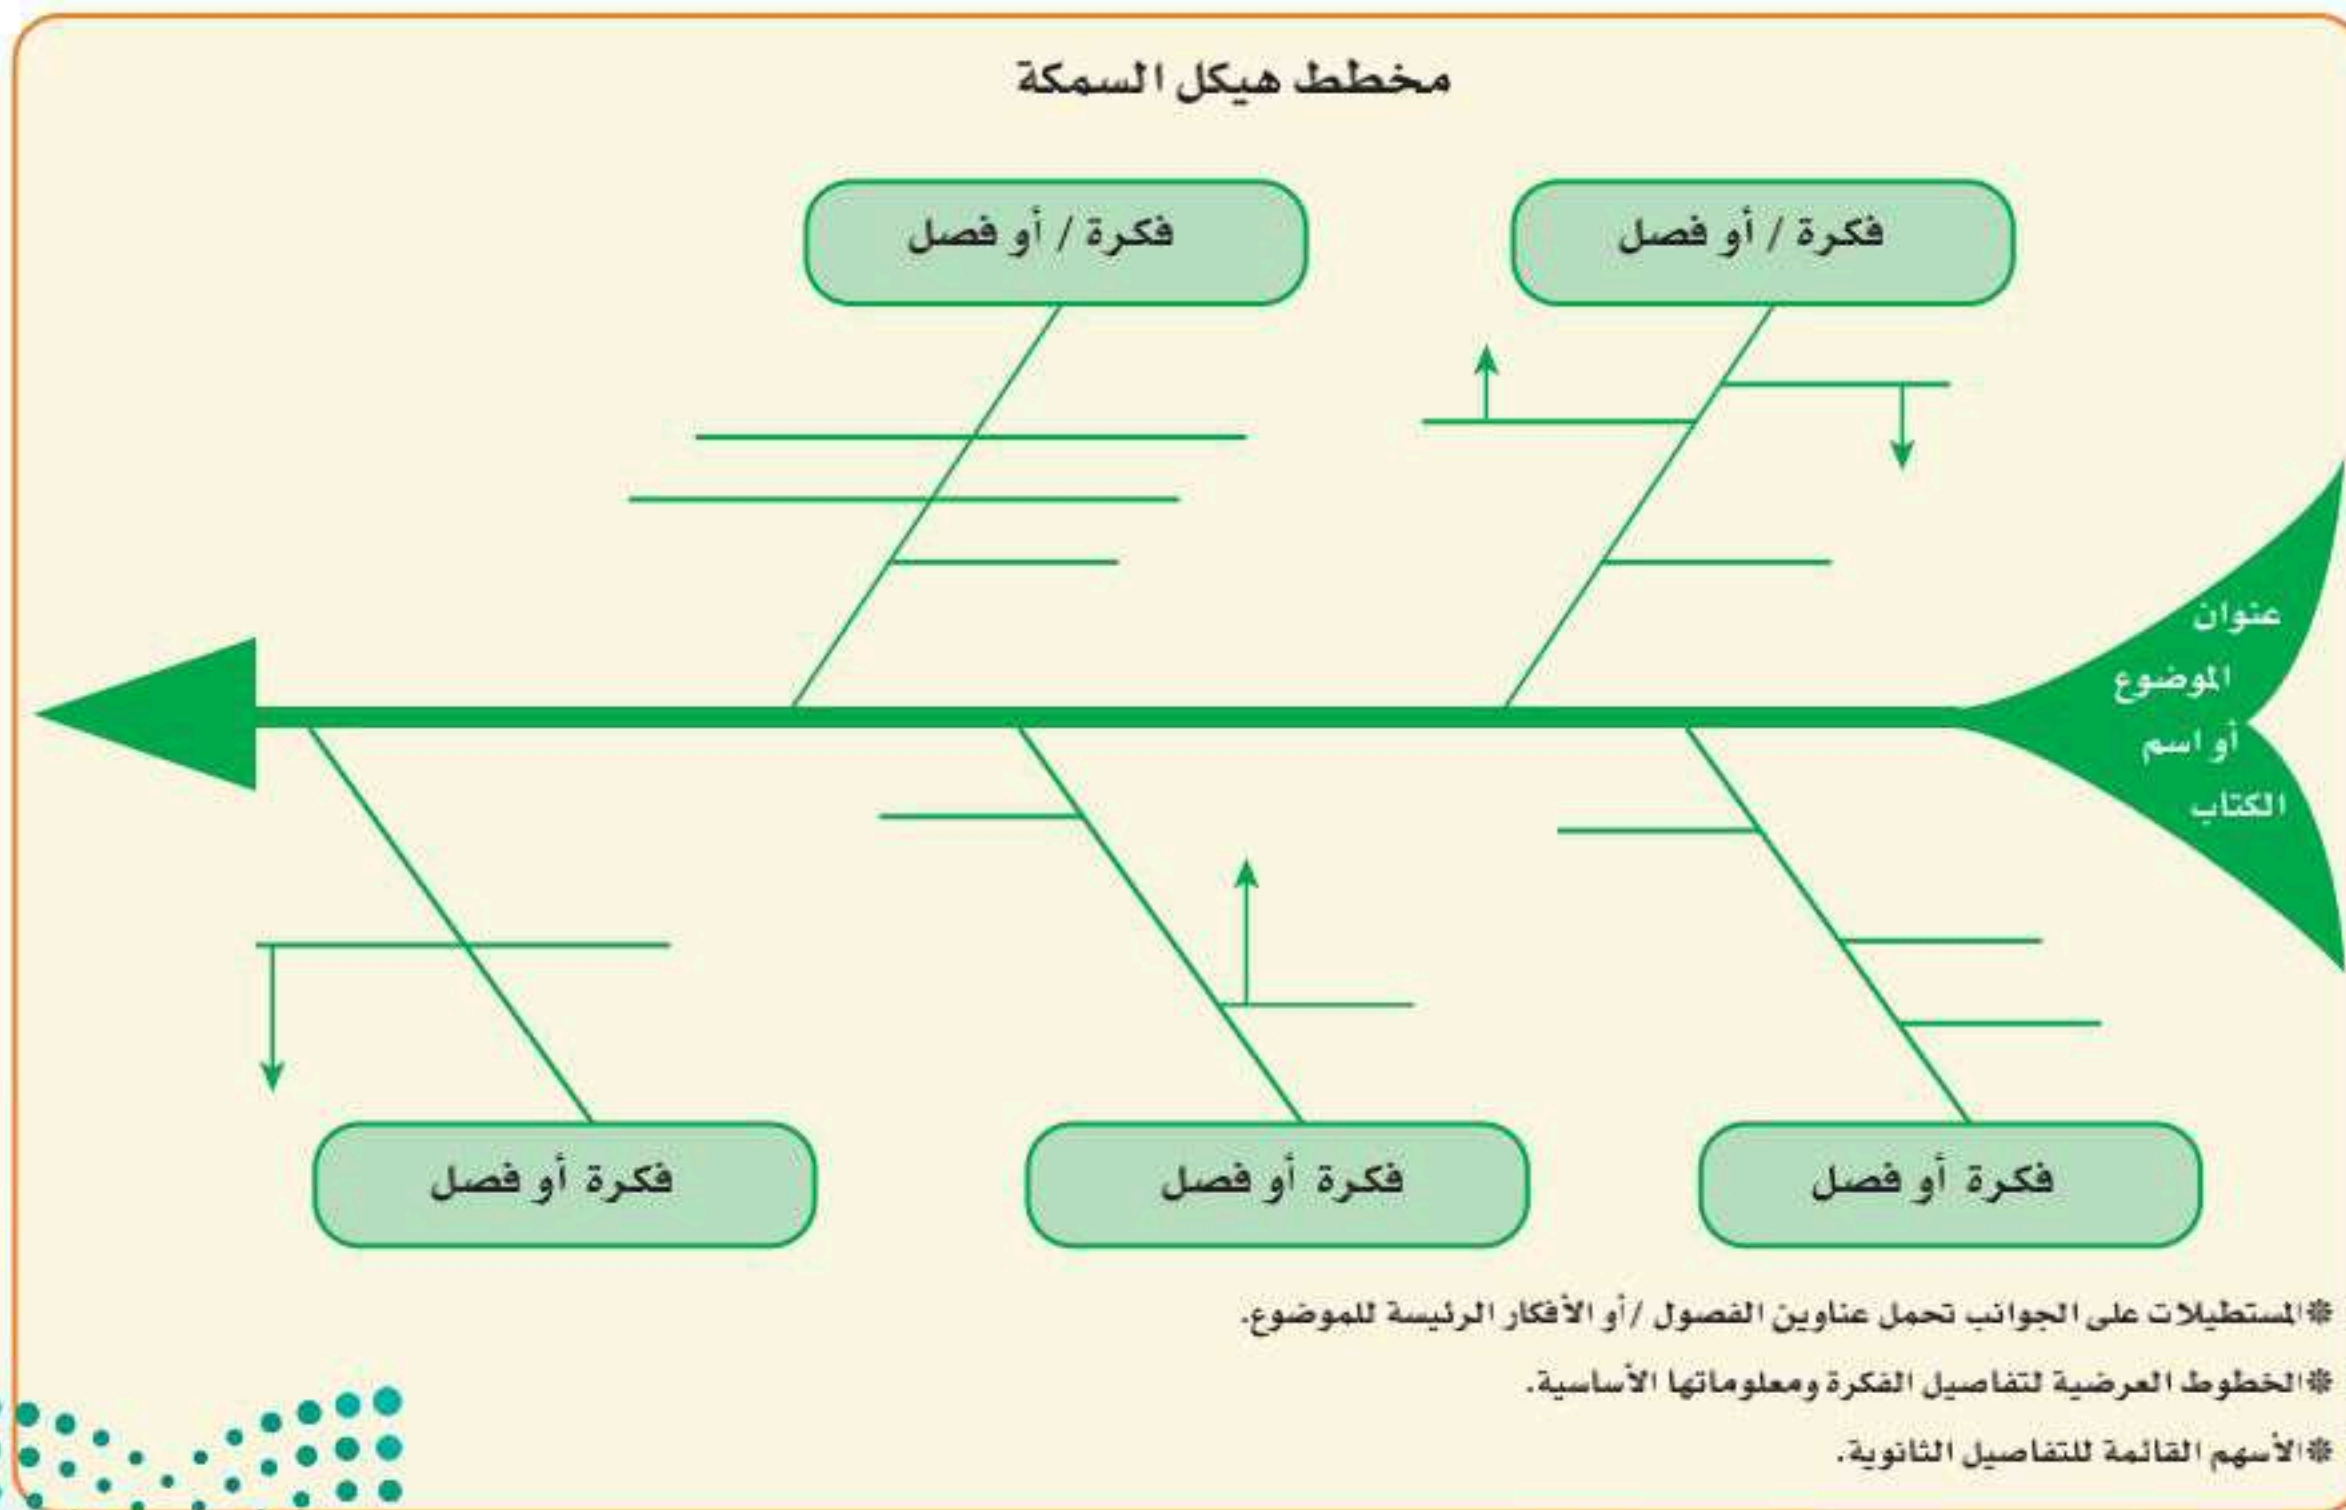 مخطط هيكل السمكة
فكرة / أو فصل
فكرة / أو فصل
عنوان
الموضوع
أو اسم
الكتاب
فكرة أو فصل
فكرة أو فصل
فكرة أو فصل
❊المستطيلات على الجوانب تحمل عناوين الفصول /أو الأفكار الرئيسة للموضوع.
❊الخطوط العرضية لتفاصيل الفكرة ومعلوماتها الأساسية.
❊الأسهم القائمة للتفاصيل الثانوية.